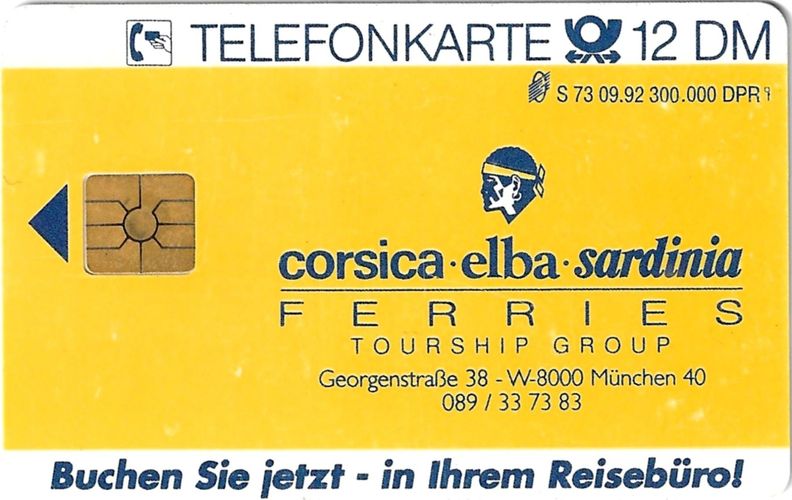 TELEFONKARTE 12 DM
S 73 09.92 300.000 DPR
corsica·elba·sardinia
FERRIES
TOURSHIP GROUP
Georgenstraße 38 - W-8000 München 40
089 / 33 73 83
Buchen Sie jetzt - in Ihrem Reisebüro!